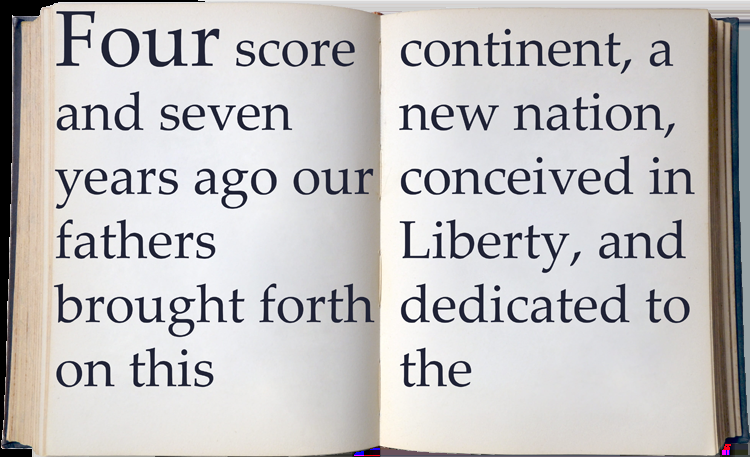 Four score
and seven
years ago our
fathers
brought forth
on this
continent, a
new nation,
conceived in
Liberty, and
dedicated to
the